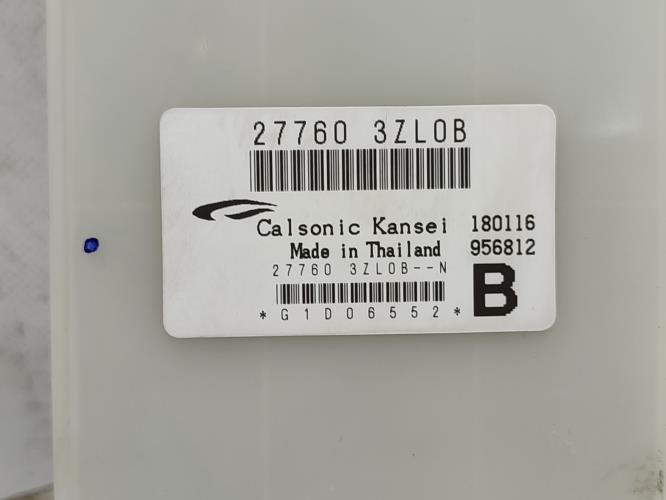 27760 3ZL0B
Calsonic Kansei 180116
Made in Thailand 956812
27760 3ZL0B--N
B
*G1D06552*